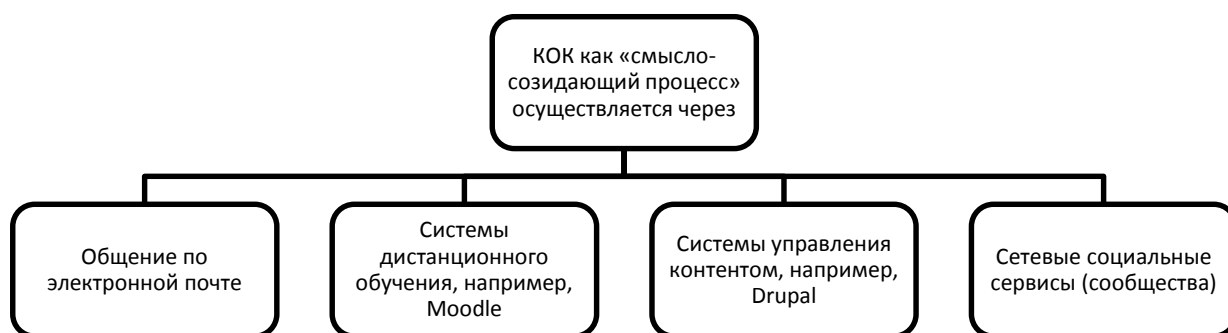 КОК как «смысло-
созидающий процесс»
осуществляется через
Общение по
электронной почте
Системы
дистанционного
обучения, например,
Moodle
Системы управления
контентом, например,
Drupal
Сетевые социальные
сервисы (сообщества)